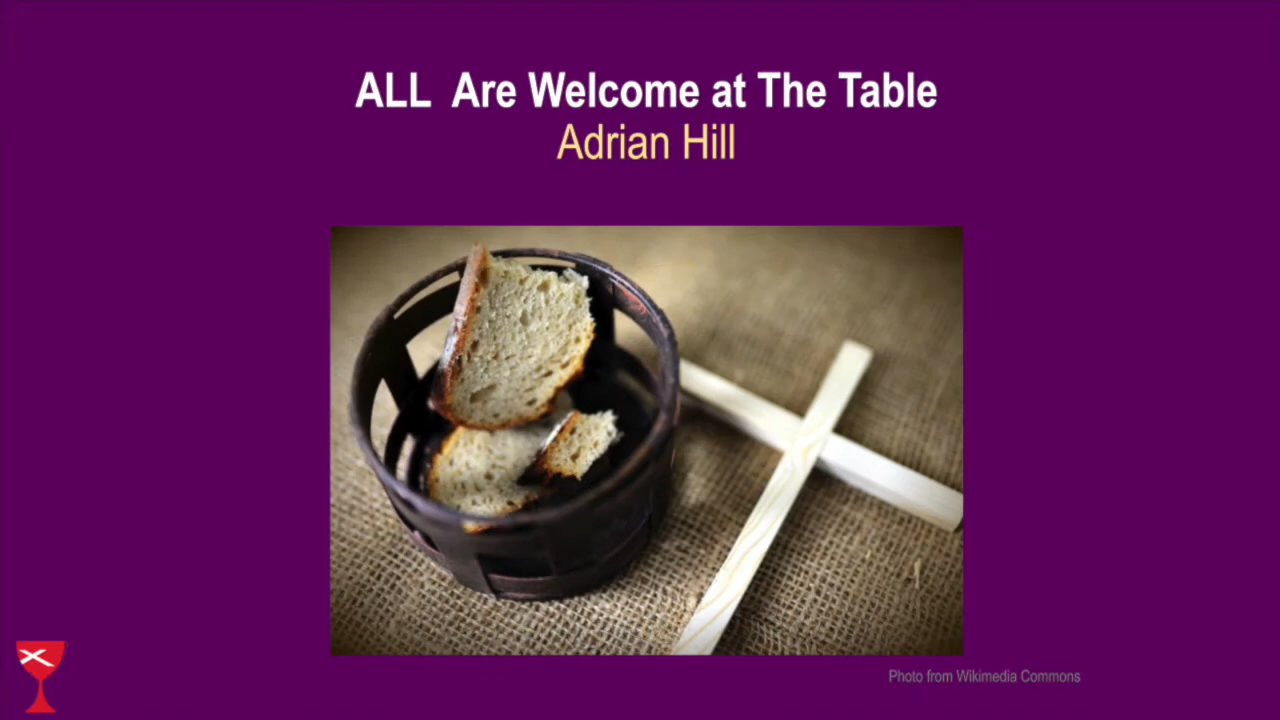 ALL  Are Welcome at The Table
Adrian Hill
Photo from Wikimedia Commons